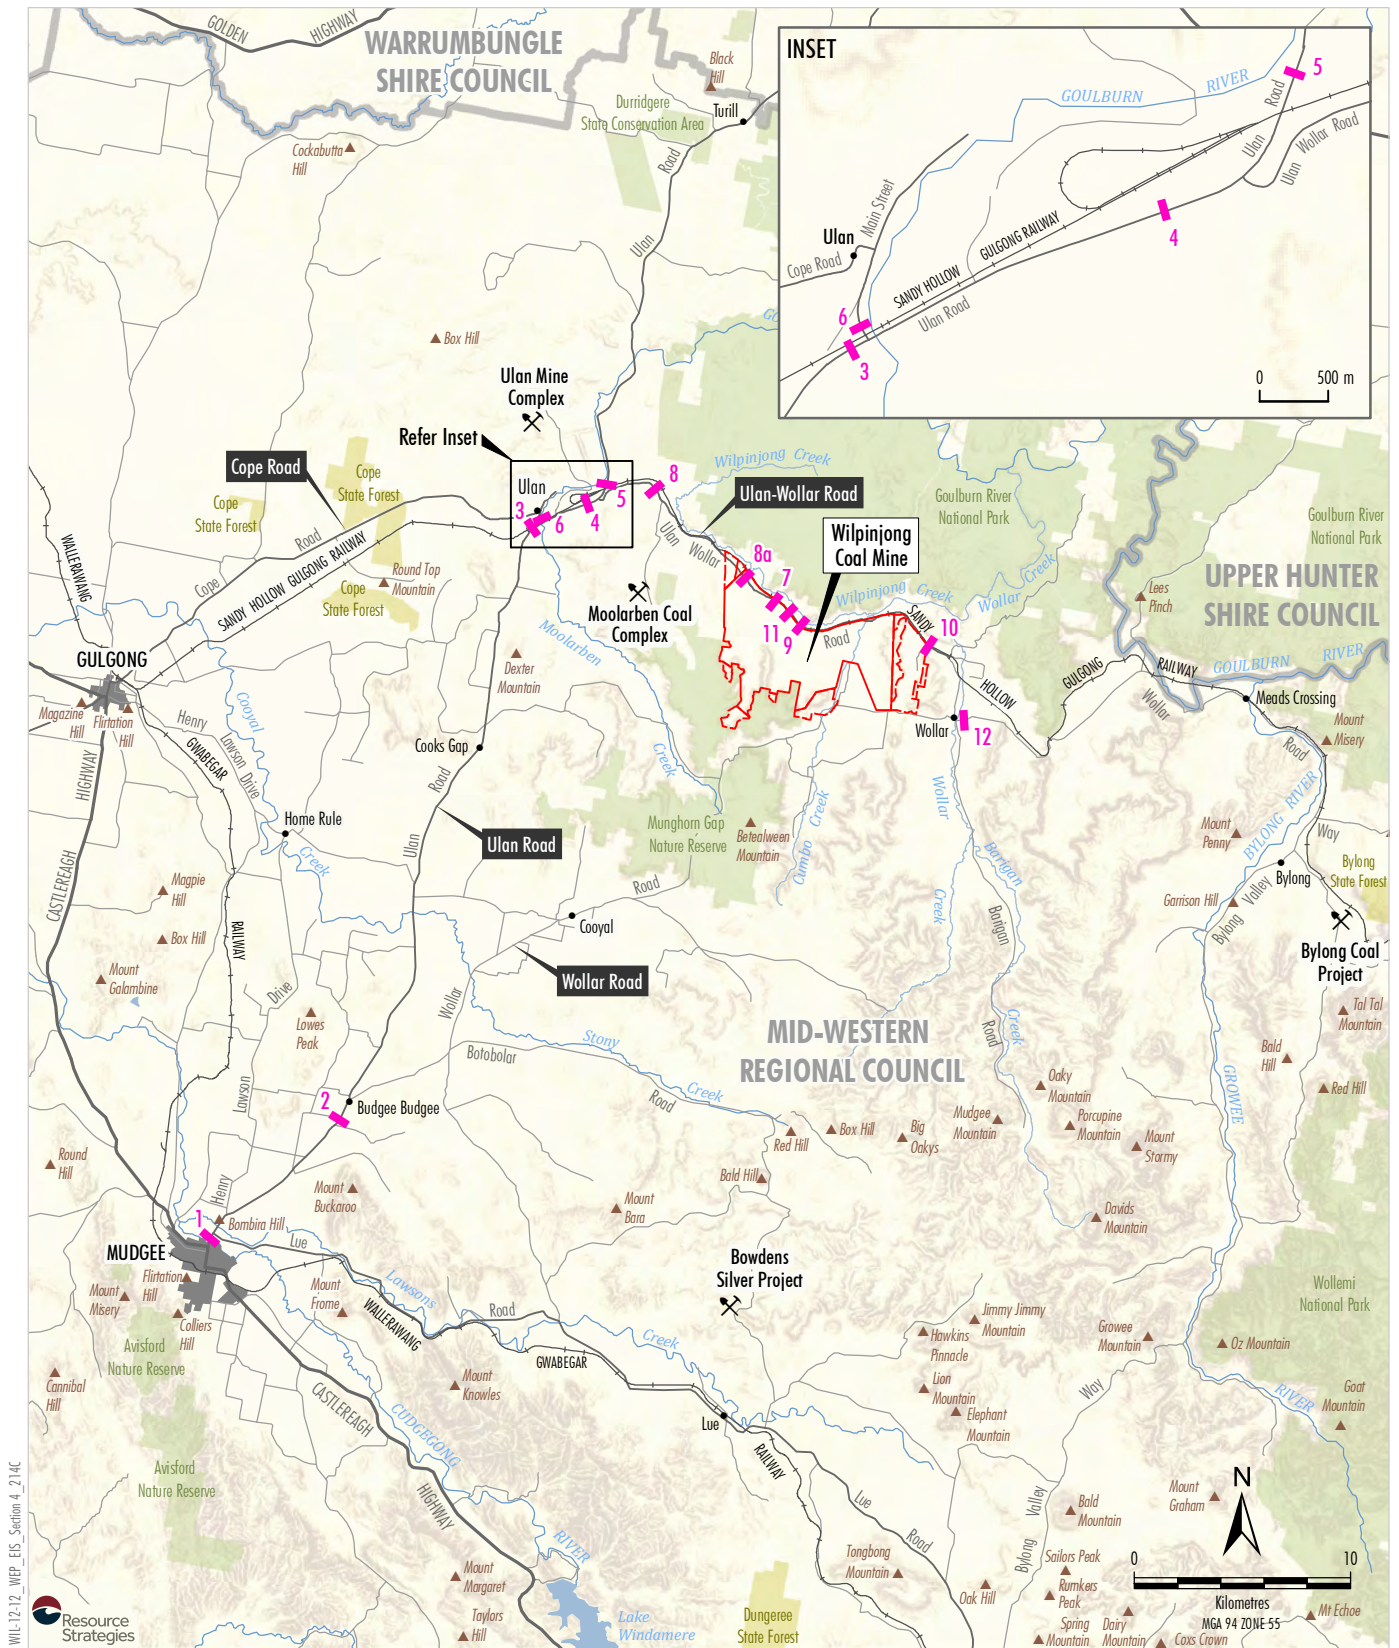 GOLDEN
HIGHWAY
WARRUMBUNGLE
SHIRE COUNCIL
Black
Hill
Durridgere
State Conservation Area
Turill
Road
Cockabutta
Hill
Ulan
Box Hill
INSET
GOULBURN
RIVER
5
Road
Ulan
Ulan Wollar Road
Main Street
4
Ulan
Cope Road
SANDY HOLLOW
GULGONG RAILWAY
Ulan Road
6
3
0
500 m
Ulan Mine
Complex
Refer Inset
Cope Road
Cope
State Forest
Cope
State Forest
Ulan
3
6
4
5
8
Wilpinjong Creek
Ulan-Wollar Road
Goulburn River
National Park
Goulburn River
National Park
WALLERAWANG
Road
Cope
SANDY HOLLOW GULGONG RAILWAY
Round Top
Mountain
Cope
State Forest
Ulan
Wollar
Wilpinjong
Coal Mine
8a
7
11
9
Road
Wilpinjong Creek
Wollar
Creek
SANDY
10
Lees
Pinch
UPPER HUNTER
SHIRE COUNCIL
Moolarben Coal
Complex
Moolarben
Creek
GULGONG
Dexter
Mountain
Magazine
Hill
Flirtation
Hill
Henry
Lawson Drive
Cooyal
Creek
GWABEGAR
RAILWAY
HIGHWAY
CASTLEREAGH
Cooks Gap
Road
Ulan
HOLLOW
GULGONG
RAILWAY
GOULBURN
RIVER
Wollar
12
Wollar
Meads Crossing
Road
Mount
Misery
BYLONG RIVER
Home Rule
Ulan Road
Munghorn Gap
Nature Reserve
Betealween
Mountain
Cumbo
Creek
Wollar
Creek
Barigan
Creek
Barigan
Road
Mount
Penny
Way
Bylong
State Forest
Bylong
Garrison Hill
Bylong
Valley
Bylong Coal
Project
Magpie
Hill
Box Hill
Mount
Galambine
Road
Cooyal
Wollar Road
Wollar
Drive
Lowes
Peak
Lawson
Henry
Botobolar
Road
Stony
Creek
MID-WESTERN
REGIONAL COUNCIL
Tal Tal
Mountain
Bald
Hill
Red Hill
GROWEE
RIVER
2
Budgee Budgee
Red Hill
Box Hill
Big
Oakys
Mudgee
Mountain
Oaky
Mountain
Porcupine
Mountain
Mount
Stormy
Round
Hill
Mount
Buckaroo
Bald Hill
Mount
Bara
Davids
Mountain
1
Bombira Hill
MUDGEE
Lue
Road
Flirtation
Hill
Mount
Misery
Colliers
Hill
Mount
Frome
Lawsons
Creek
WALLERAWANG
GWABEGAR
RAILWAY
Bowdens
Silver Project
Jimmy Jimmy
Mountain
Hawkins
Pinnacle
Growee
Mountain
Oz Mountain
Wollemi
National Park
Avisford
Nature Reserve
Cannibal
Hill
CASTLEREAGH
HIGHWAY
CUDGEGONG
RIVER
Mount
Knowles
Lue
Lue
Road
Lion
Mountain
Elephant
Mountain
Way
Valley
Bylong
Goat
Mountain
Avisford
Nature Reserve
Mount
Graham
Bald
Mountain
N
Mount
Margaret
Taylors
Hill
Lake
Windamere
Tongbong
Mountain
Dungeree
State Forest
Oak Hill
Sailors Peak
Rumkers
Peak
Spring
Mountain
Dairy
Mountain
Coxs Crown
Mt Echoe
0
10
Kilometres
MGA 94 ZONE 55
WIL-12-12_WEP_EIS_Section 4_214C
Resource
Strategies